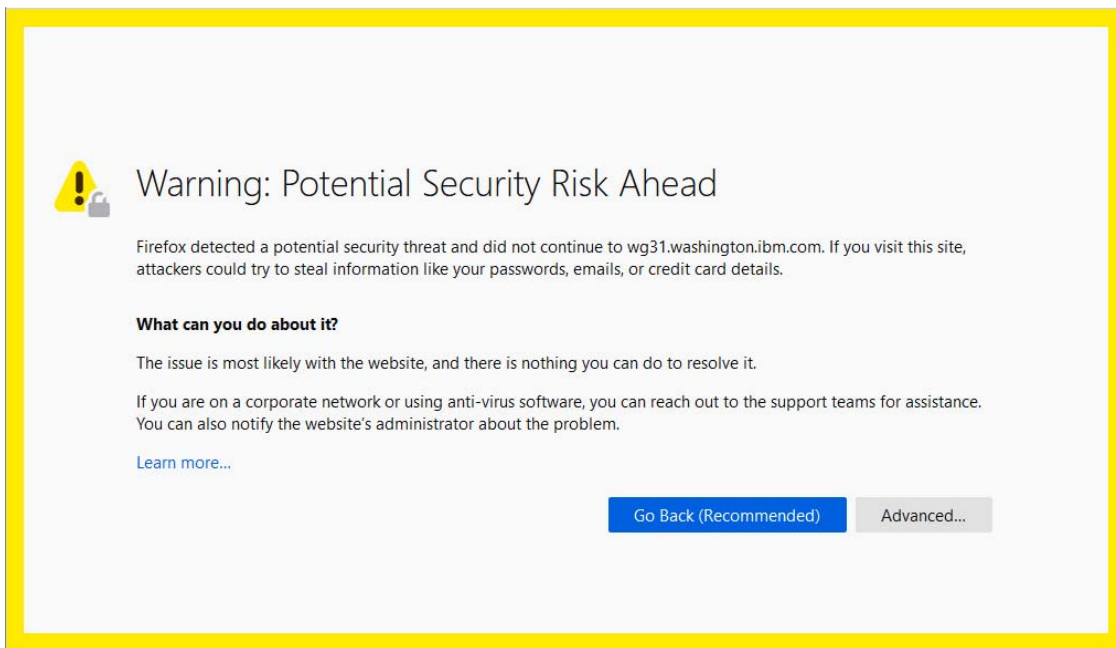 Warning: Potential Security Risk Ahead
Firefox detected a potential security threat and did not continue to wg31.washington.ibm.com. If you visit this site,
attackers could try to steal information like your passwords, emails, or credit card details.
What can you do about it?
The issue is most likely with the website, and there is nothing you can do to resolve it.
If you are on a corporate network or using anti-virus software, you can reach out to the support teams for assistance.
You can also notify the website's administrator about the problem.
Learn more...
Go Back (Recommended) Advanced...